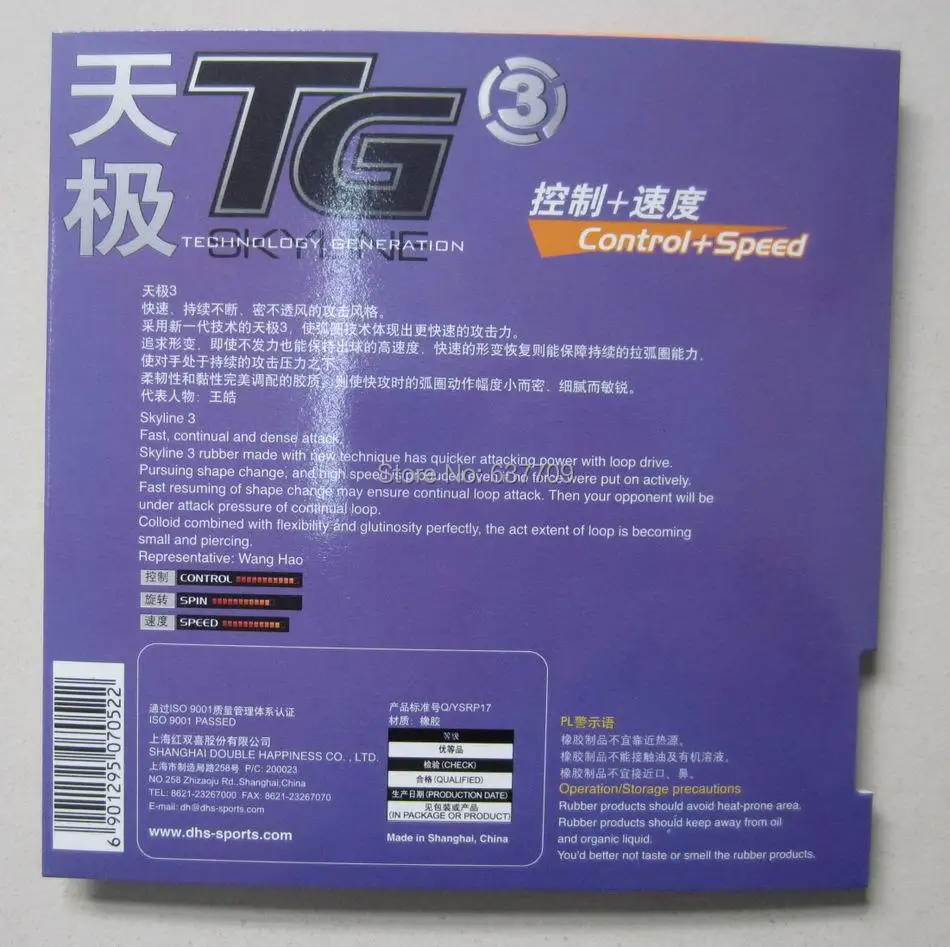 天极
TG
3
SKYLINE
TECHNOLOGY GENERATION
控制+速度
Control+Speed
天极3
快速、持续不断、密不透风的攻击风格。
采用新一代技术的天极3，使弧圈技术体现出更快速的攻击力。
追求形变，即使不发力也能保持出球的高速度，快速的形变恢复则能保障持续的拉弧圈能力，
使对手处于持续的攻击压力之下。
柔韧性和黏性完美调配的胶质，则使快攻时的弧圈动作幅度小而密、细腻而敏锐。
代表人物：王皓
Skyline 3
Fast, continual and dense attack.
Skyline 3 rubber made with new technique has quicker attacking power with loop drive.
Pursuing shape change, and high speed is produced even if no force were put on actively.
Store No: 637709
Fast resuming of shape change may ensure continual loop attack. Then your opponent will be
under attack pressure of continual loop.
Colloid combined with flexibility and glutinosity perfectly, the act extent of loop is becoming
small and piercing.
Representative: Wang Hao
控制 CONTROL
旋转 SPIN
速度 SPEED
6901295070522
通过ISO 9001质量管理体系认证
ISO 9001 PASSED
上海红双喜股份有限公司
SHANGHAI DOUBLE HAPPINESS CO., LTD.
上海市制造局路258号 P/C: 200023
NO.258 Zhizaoju Rd.,Shanghai,China
TEL: 8621-23267000 FAX: 8621-23267070
E-mail: dh@dhs-sports.com
www.dhs-sports.com
产品标准号Q/YSRP17
材质：橡胶
等级
优等品
检验(CHECK)
合格(QUALIFIED)
生产日期(PRODUCTION DATE)
见包装或产品
(IN PACKAGE OR PRODUCT)
Made in Shanghai, China
PL警示语
橡胶制品不宜靠近热源。
橡胶制品不能接触油及有机溶液。
橡胶制品不宜接近口、鼻。
Operation/Storage precautions
Rubber products should avoid heat-prone area.
Rubber products should keep away from oil
and organic liquid.
You'd better not taste or smell the rubber products.